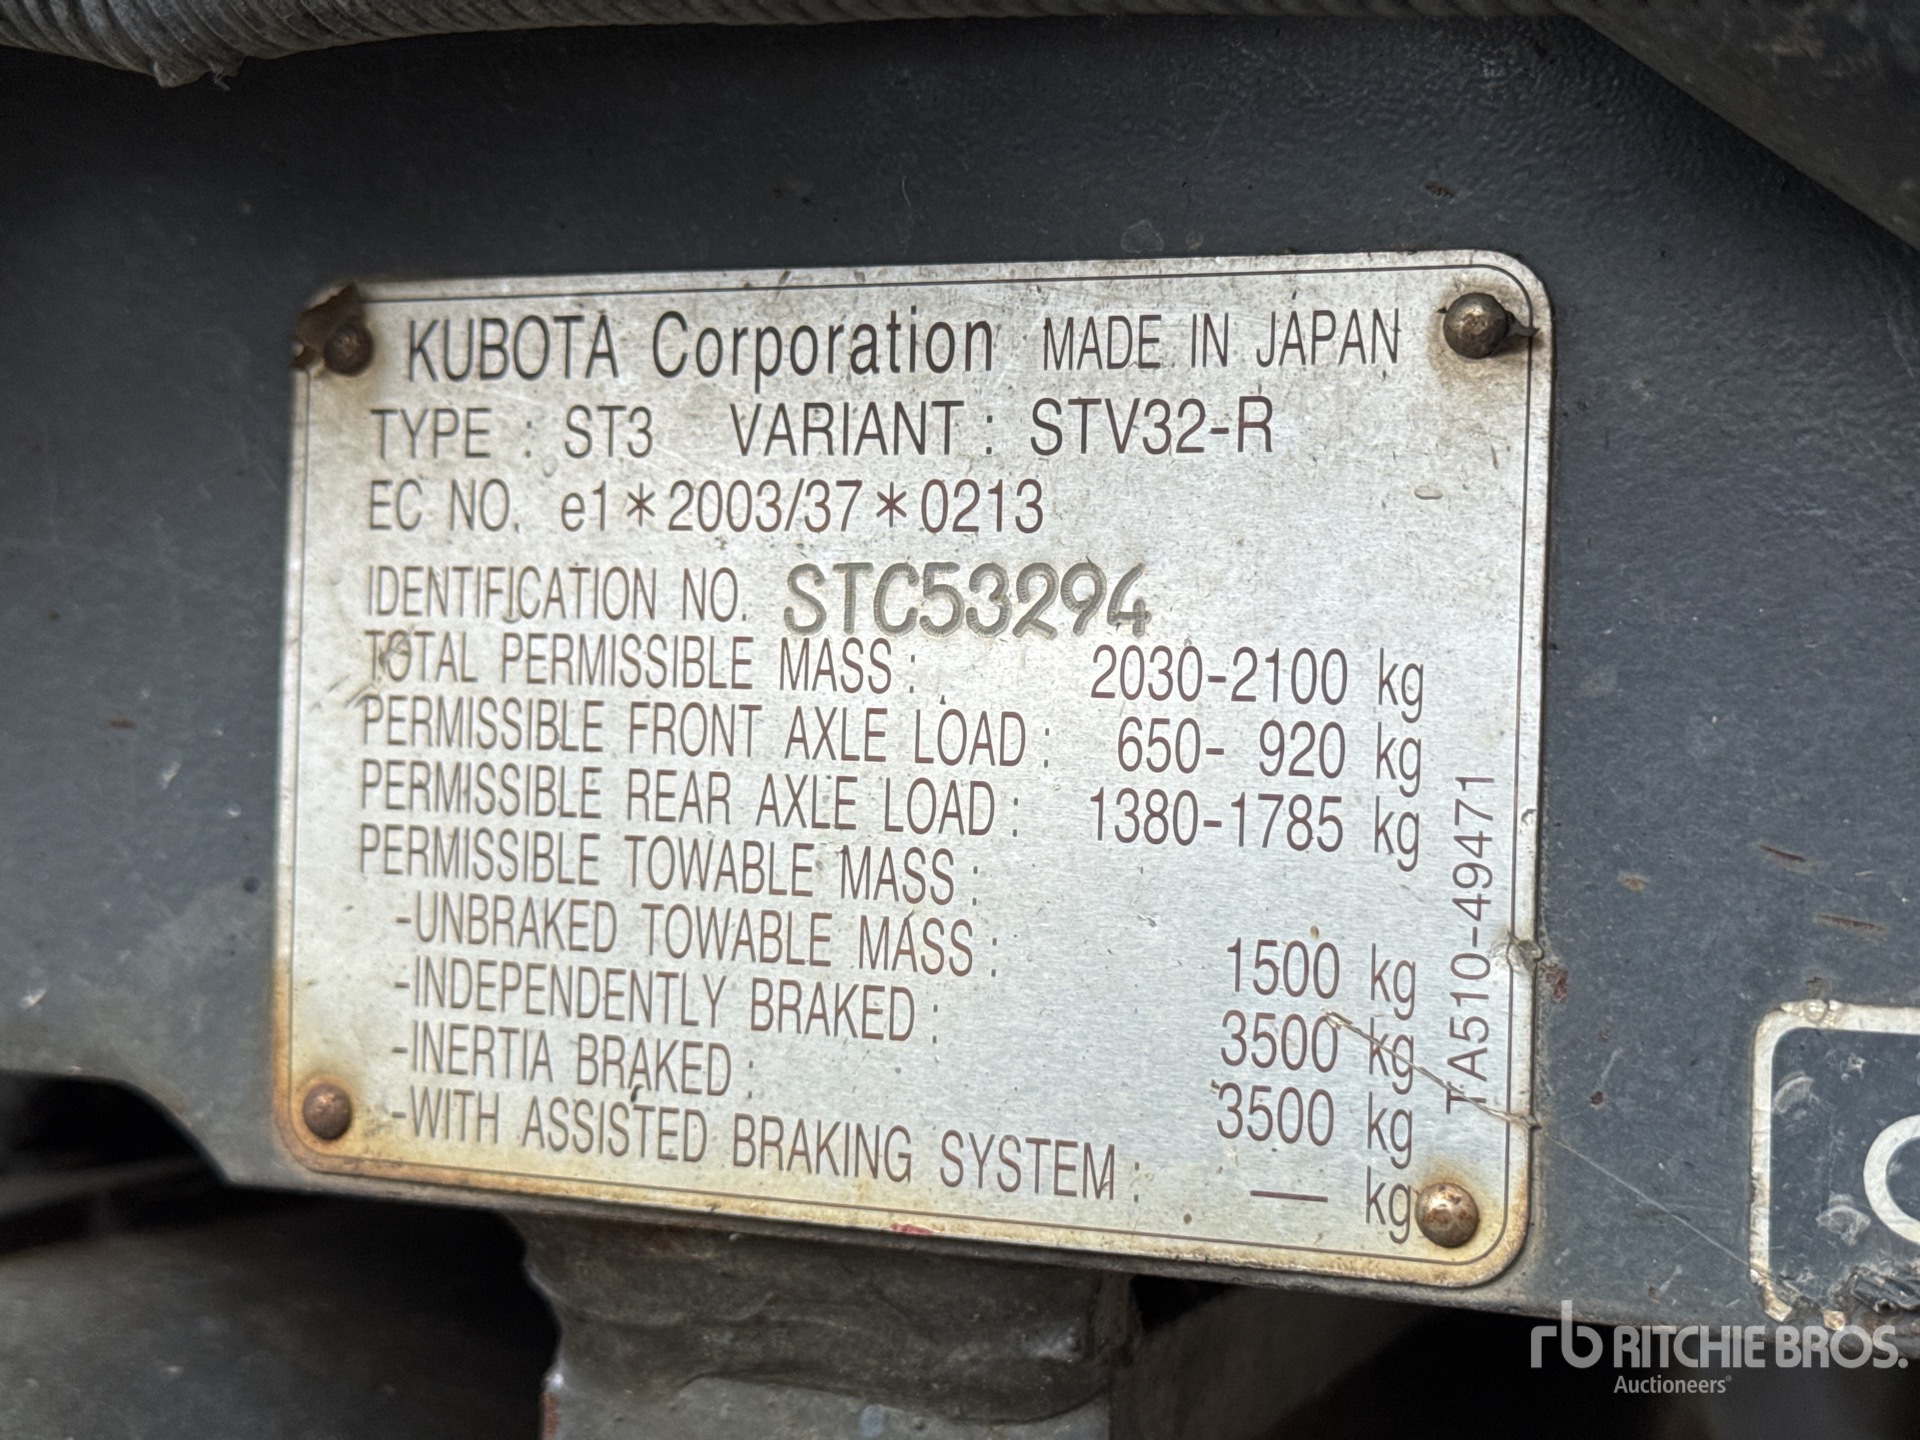 KUBOTA Corporation MADE IN JAPAN
TYPE : ST3 VARIANT : STV32-R
EC NO. e1*2003/37*0213
IDENTIFICATION NO. STC53294
TOTAL PERMISSIBLE MASS : 2030-2100 kg
PERMISSIBLE FRONT AXLE LOAD : 650- 920 kg
PERMISSIBLE REAR AXLE LOAD : 1380-1785 kg
PERMISSIBLE TOWABLE MASS :
-UNBRAKED TOWABLE MASS : 1500 kg
-INDEPENDENTLY BRAKED : 3500 kg
-INERTIA BRAKED : 3500 kg
-WITH ASSISTED BRAKING SYSTEM : — kg
TA510-49471
rb RITCHIE BROS.
Auctioneers